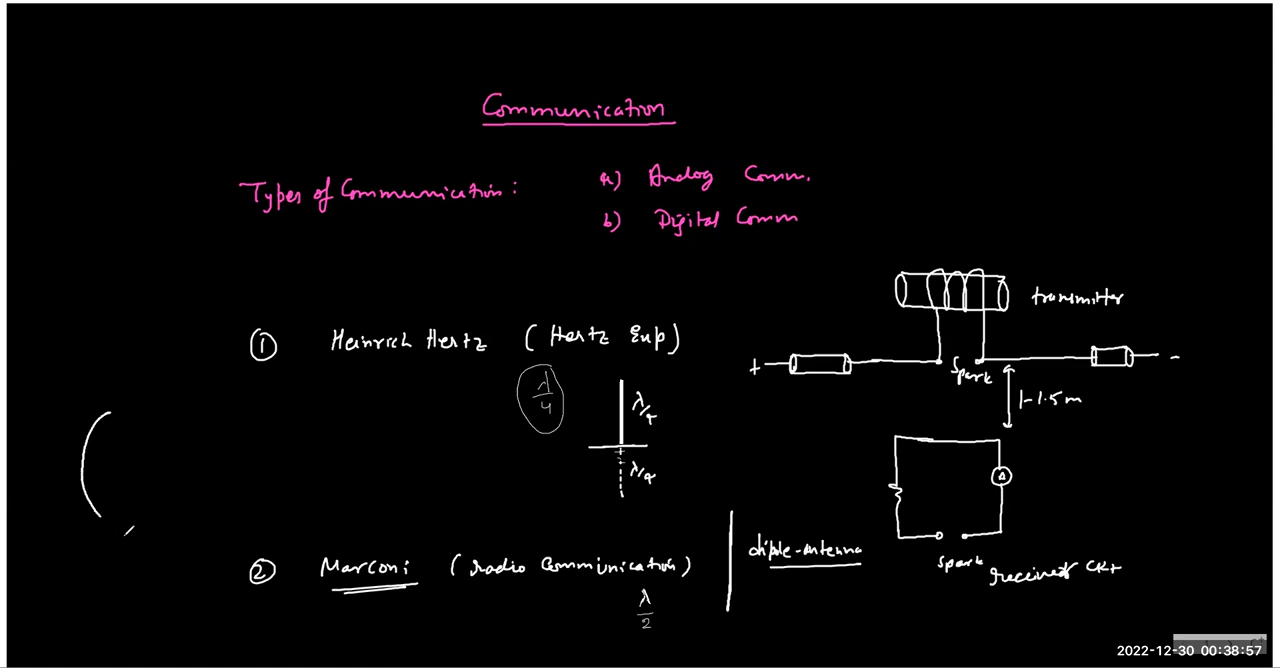 Communication
Types of Communication :
a) Analog Comm.
b) Digital Comm
transmitter
① Heinrich Hertz ( Hertz Exp)
+ Spark -
λ/4
λ/4
1-1.5m
λ/4
A
② Marconi ( radio Communication)
dipole-antenna
Spark
receiver ckt
λ/2
2022-12-30 00:38:57